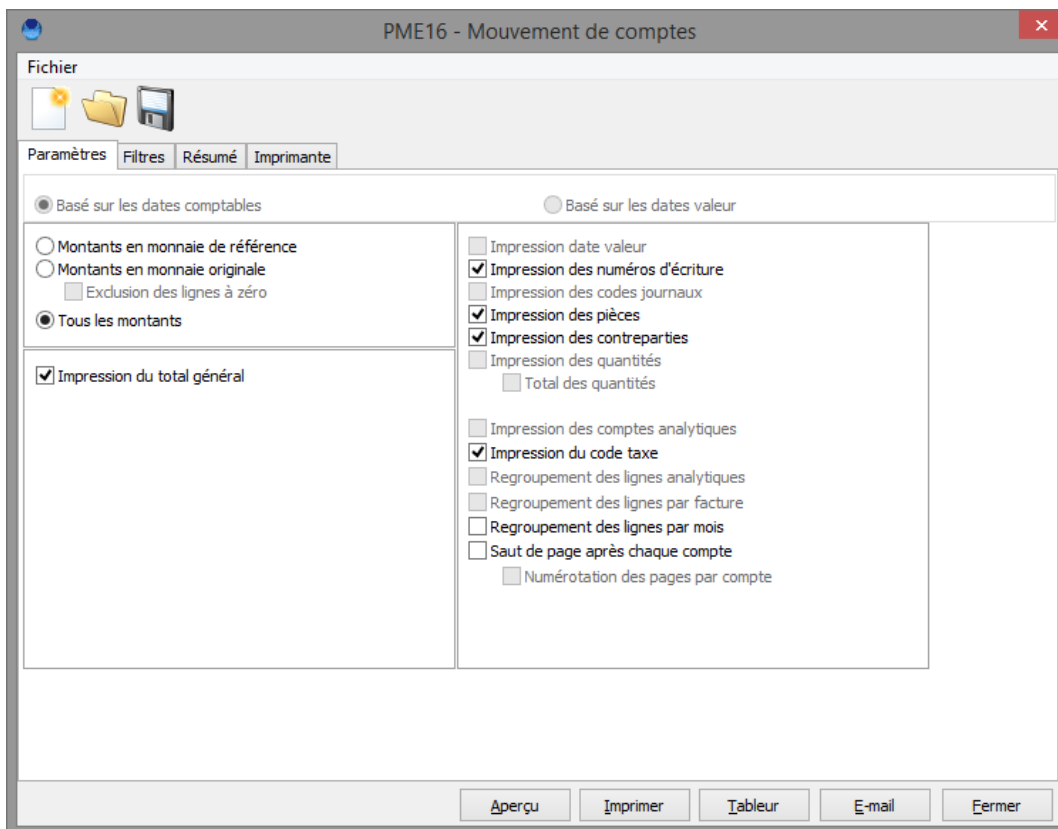 PME16 - Mouvement de comptes
Fichier
Paramètres Filtres Résumé Imprimante
Basé sur les dates comptables Basé sur les dates valeur
Montants en monnaie de référence
Montants en monnaie originale
Exclusion des lignes à zéro
Tous les montants
Impression du total général
Impression date valeur
Impression des numéros d'écriture
Impression des codes journaux
Impression des pièces
Impression des contreparties
Impression des quantités
Total des quantités
Impression des comptes analytiques
Impression du code taxe
Regroupement des lignes analytiques
Regroupement des lignes par facture
Regroupement des lignes par mois
Saut de page après chaque compte
Numérotation des pages par compte
Aperçu Imprimer Tableur E-mail Fermer